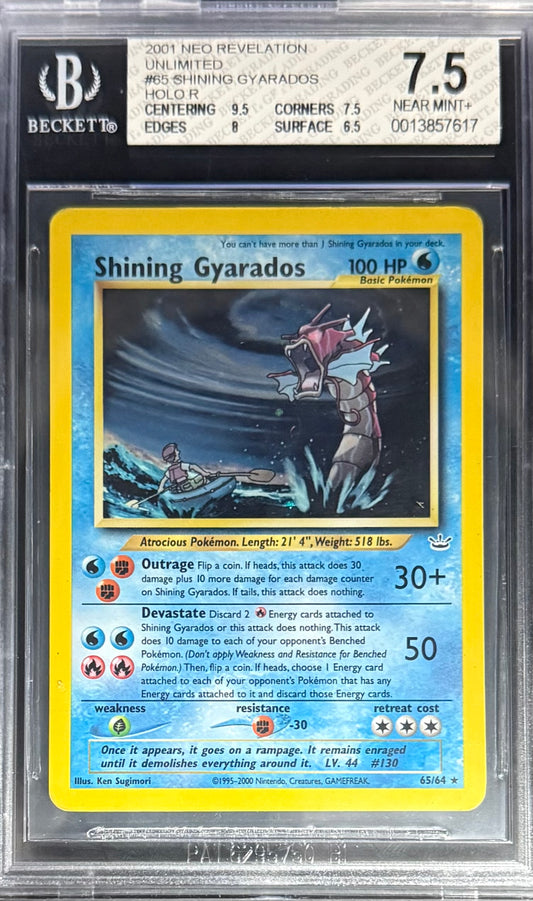 2001 NEO REVELATION
UNLIMITED
#65 SHINING GYARADOS
HOLO R
CENTERING 9.5 CORNERS 7.5
EDGES 8 SURFACE 6.5
7.5
NEAR MINT+
0013857617
B
BECKETT®
You can't have more than 1 Shining Gyarados in your deck.
Shining Gyarados 100 HP
Basic Pokémon
Atrocious Pokémon. Length: 21' 4", Weight: 518 lbs.
Outrage Flip a coin. If heads, this attack does 30
damage plus 10 more damage for each damage counter
on Shining Gyarados. If tails, this attack does nothing.
30+
Devastate Discard 2 Energy cards attached to
Shining Gyarados or this attack does nothing. This attack
does 10 damage to each of your opponent's Benched
Pokémon. (Don't apply Weakness and Resistance for Benched
Pokémon.) Then, flip a coin. If heads, choose 1 Energy card
attached to each of your opponent's Pokémon that has any
Energy cards attached to it and discard those Energy cards.
50
weakness resistance retreat cost
-30
Once it appears, it goes on a rampage. It remains enraged
until it demolishes everything around it. LV. 44 #130
Illus. Ken Sugimori ©1995-2000 Nintendo, Creatures, GAMEFREAK. 65/64 ★